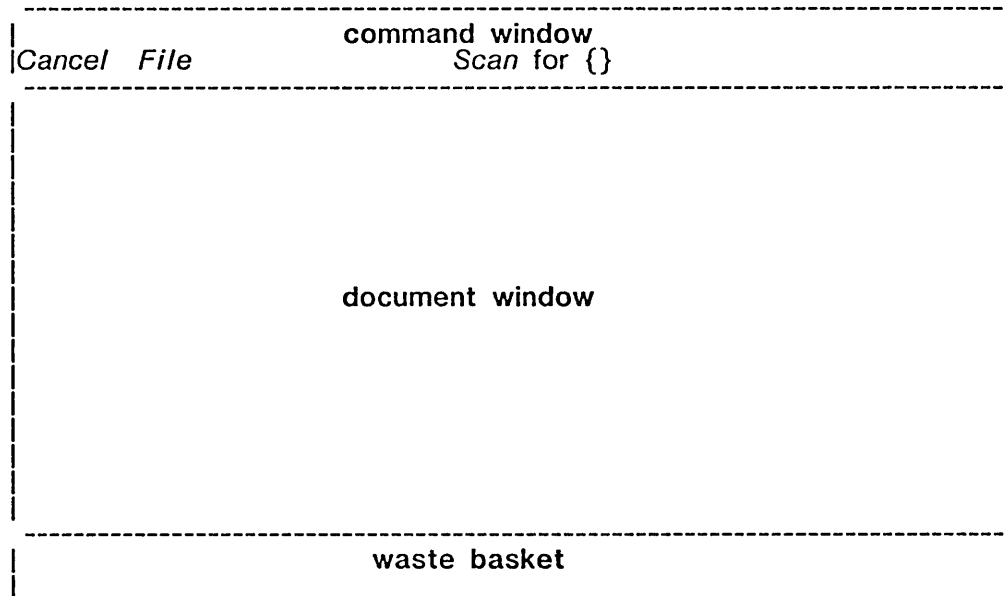 command window
Cancel File Scan for {}
document window
waste basket